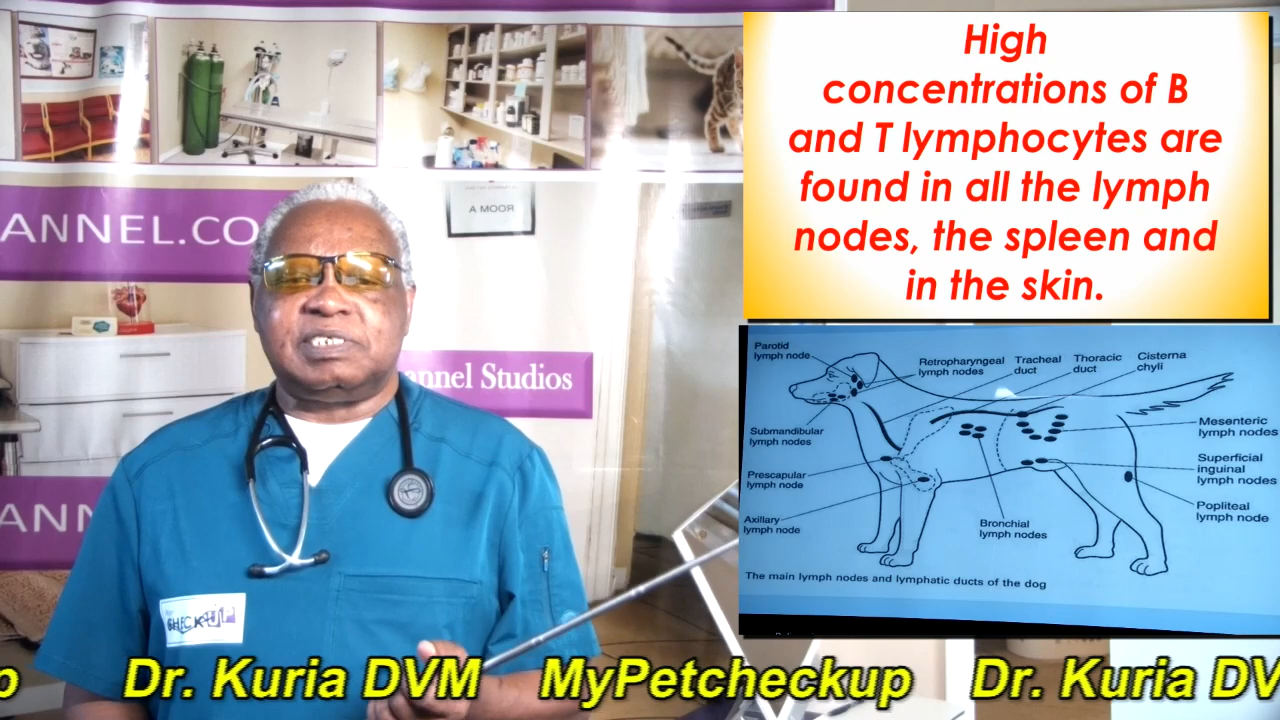 High
concentrations of B
and T lymphocytes are
found in all the lymph
nodes, the spleen and
in the skin.
ANNEL.CO
ROOM A
annel Studios
ANN
CHECKUP
Parotid
lymph node
Retropharyngeal
lymph nodes
Tracheal
duct
Thoracic
duct
Cisterna
chyli
Submandibular
lymph nodes
Mesenteric
lymph nodes
Prescapular
lymph node
Superficial
inguinal
lymph nodes
Axillary
lymph node
Bronchial
lymph nodes
Popliteal
lymph node
The main lymph nodes and lymphatic ducts of the dog
p Dr. Kuria DVM MyPetcheckup Dr. Kuria DV